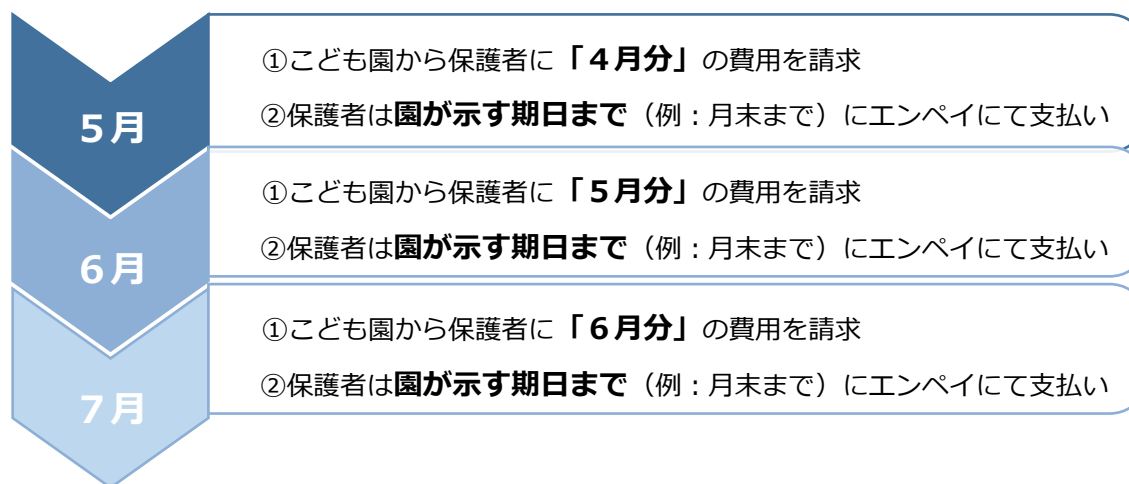 5月
①こども園から保護者に「４月分」の費用を請求
②保護者は園が示す期日まで（例：月末まで）にエンペイにて支払い
6月
①こども園から保護者に「５月分」の費用を請求
②保護者は園が示す期日まで（例：月末まで）にエンペイにて支払い
7月
①こども園から保護者に「６月分」の費用を請求
②保護者は園が示す期日まで（例：月末まで）にエンペイにて支払い